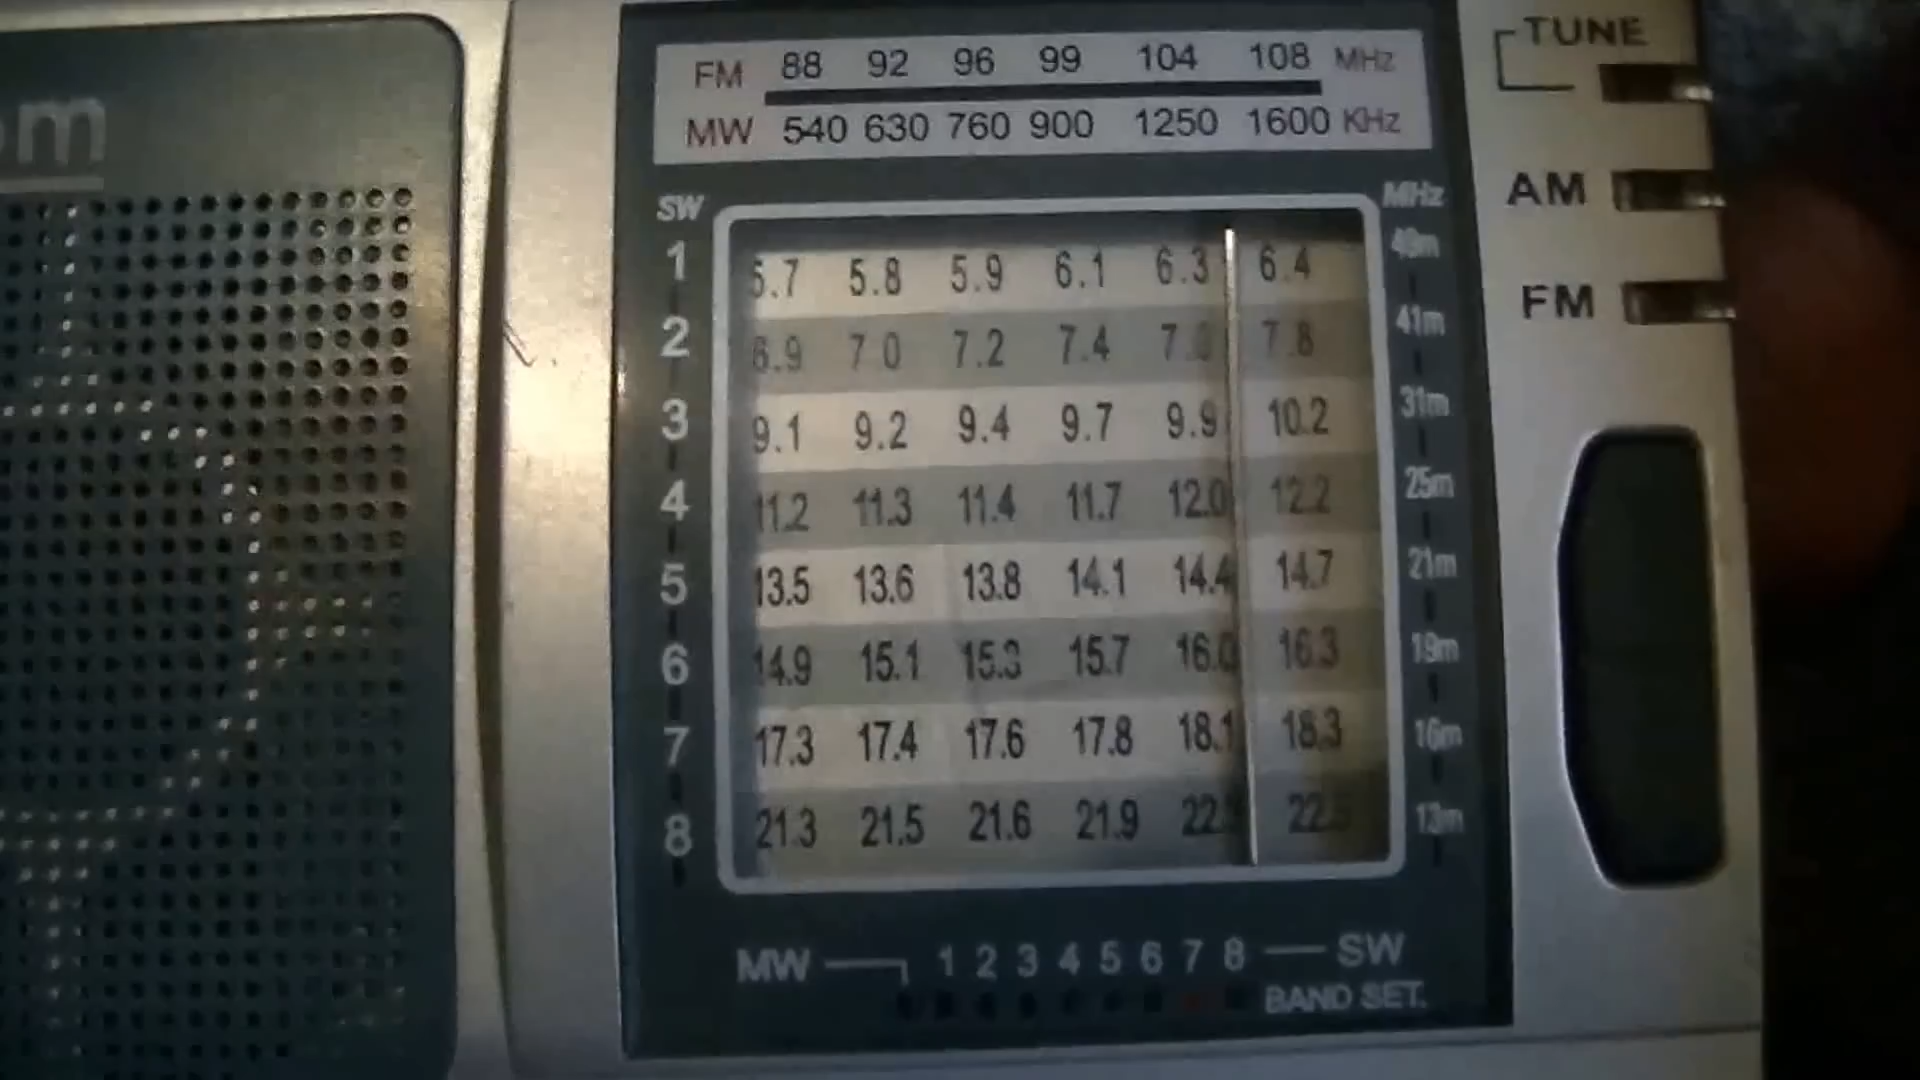 TUNE
FM 88 92 96 99 104 108 MHz
MW 540 630 760 900 1250 1600 KHz
AM
SW MHz
1 5.7 5.8 5.9 6.1 6.3 6.4 49m
FM
2 6.9 7.0 7.2 7.4 7.8 41m
3 9.1 9.2 9.4 9.7 9.9 10.2 31m
4 11.2 11.3 11.4 11.7 12.0 12.2 25m
5 13.5 13.6 13.8 14.1 14.4 14.7 21m
6 14.9 15.1 15.3 15.7 16.0 16.3 19m
7 17.3 17.4 17.6 17.8 18.1 18.3 16m
8 21.3 21.5 21.6 21.9 13m
MW 1 2 3 4 5 6 7 8 SW
BAND SET.